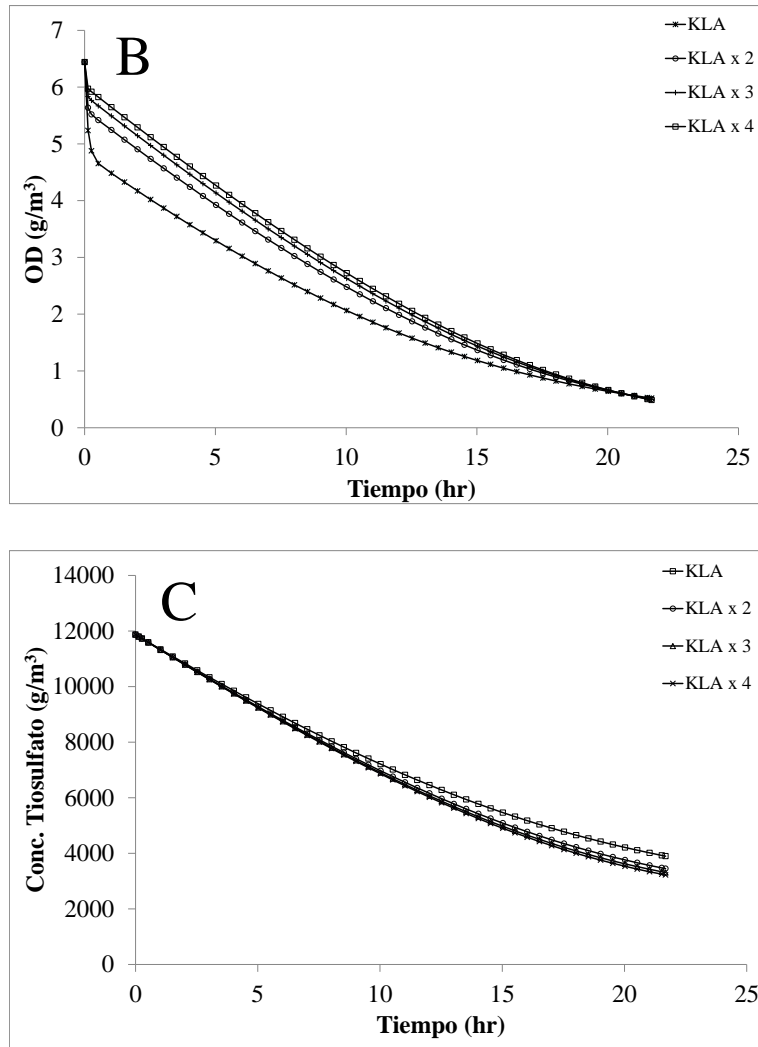 B
7
6
5
4
3
2
1
0
OD (g/m³)
0 5 10 15 20 25
Tiempo (hr)
KLA
KLA x 2
KLA x 3
KLA x 4
C
14000
12000
10000
8000
6000
4000
2000
0
Conc. Tiosulfato (g/m³)
0 5 10 15 20 25
Tiempo (hr)
KLA
KLA x 2
KLA x 3
KLA x 4